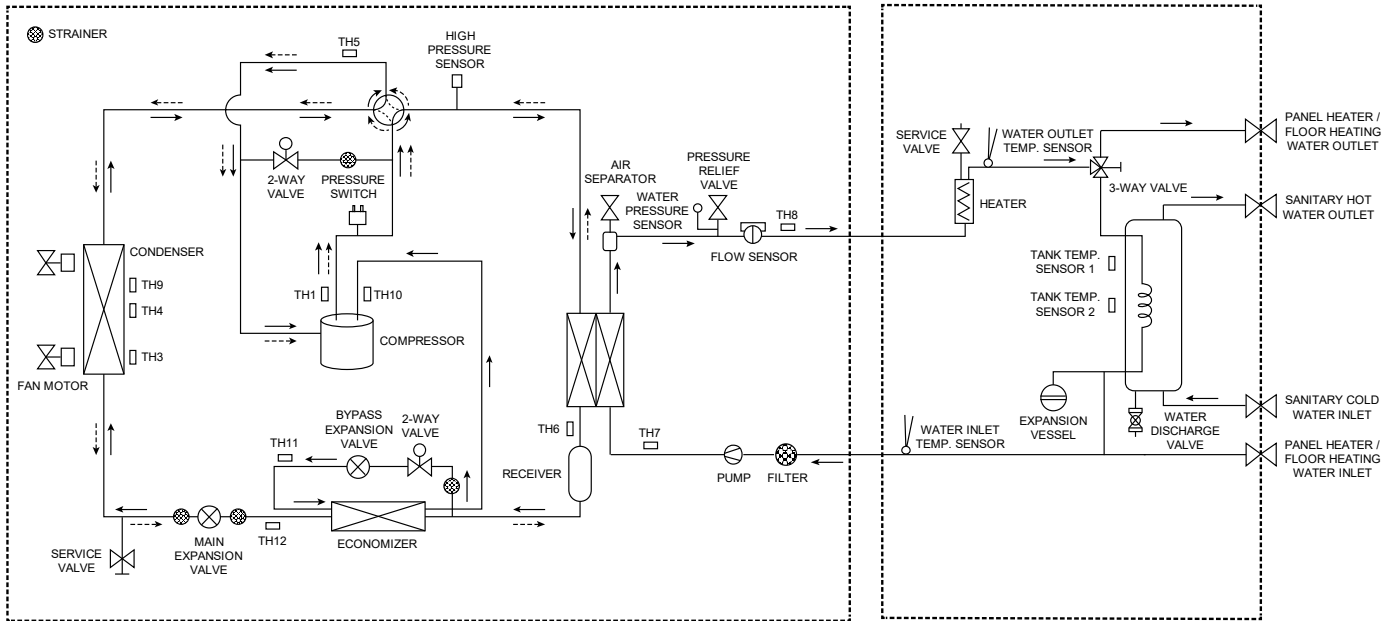 STRAINER
TH5
HIGH
PRESSURE
SENSOR
2-WAY
VALVE
PRESSURE
SWITCH
CONDENSER
TH9
TH4
TH3
FAN MOTOR
TH1
TH10
COMPRESSOR
AIR
SEPARATOR
WATER
PRESSURE
SENSOR
PRESSURE
RELIEF
VALVE
FLOW SENSOR
TH8
SERVICE
VALVE
WATER OUTLET
TEMP. SENSOR
HEATER
3-WAY VALVE
PANEL HEATER /
FLOOR HEATING
WATER OUTLET
SANITARY HOT
WATER OUTLET
TANK TEMP.
SENSOR 1
TANK TEMP.
SENSOR 2
EXPANSION
VESSEL
WATER
DISCHARGE
VALVE
SANITARY COLD
WATER INLET
PANEL HEATER /
FLOOR HEATING
WATER INLET
WATER INLET
TEMP. SENSOR
TH6
TH7
PUMP
FILTER
RECEIVER
BYPASS
EXPANSION
VALVE
2-WAY
VALVE
TH11
TH12
ECONOMIZER
MAIN
EXPANSION
VALVE
SERVICE
VALVE